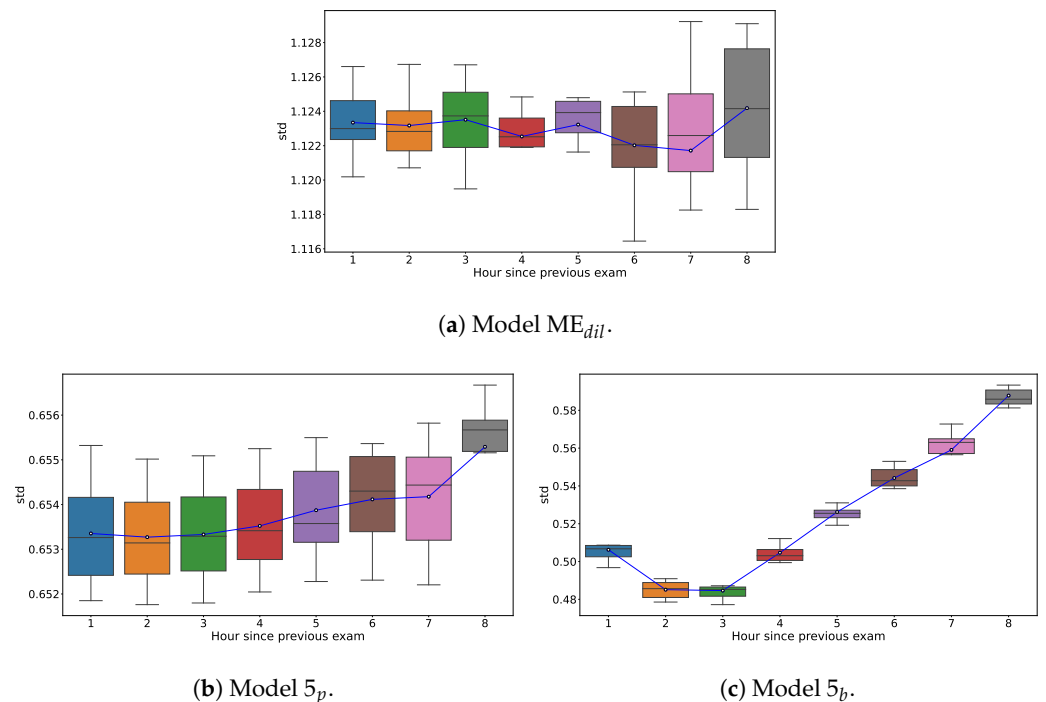 1.128
1.126
1.124
1.122
1.120
1.118
1.116
std
1 2 3 4 5 6 7 8
Hour since previous exam
(a) Model ME_dil.
0.656
0.655
0.654
0.653
0.652
std
1 2 3 4 5 6 7 8
Hour since previous exam
(b) Model 5_p.
0.58
0.56
0.54
0.52
0.50
0.48
std
1 2 3 4 5 6 7 8
Hour since previous exam
(c) Model 5_b.